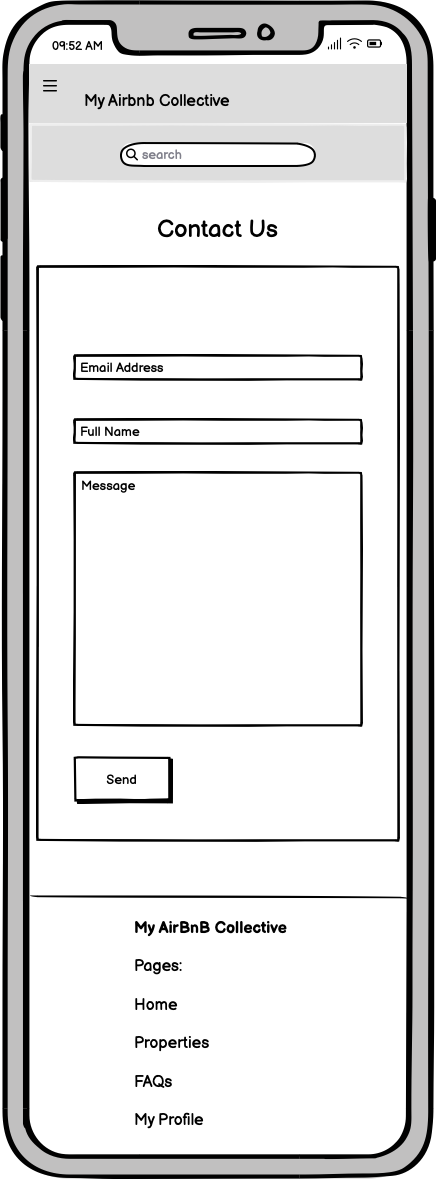 09:52 AM
My Airbnb Collective
search
Contact Us
Email Address
Full Name
Message
Send
My AirBnB Collective
Pages:
Home
Properties
FAQs
My Profile